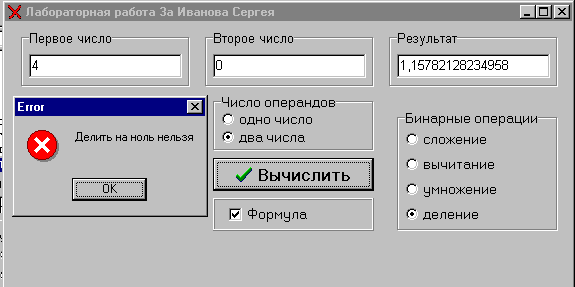 Лабораторная работа 3а Иванова Сергея
Первое число
Второе число
Результат
4
0
1,15782128234958
Error
Делить на ноль нельзя
OK
Число операндов
одно число
два числа
Вычислить
Формула
Бинарные операции
сложение
вычитание
умножение
деление